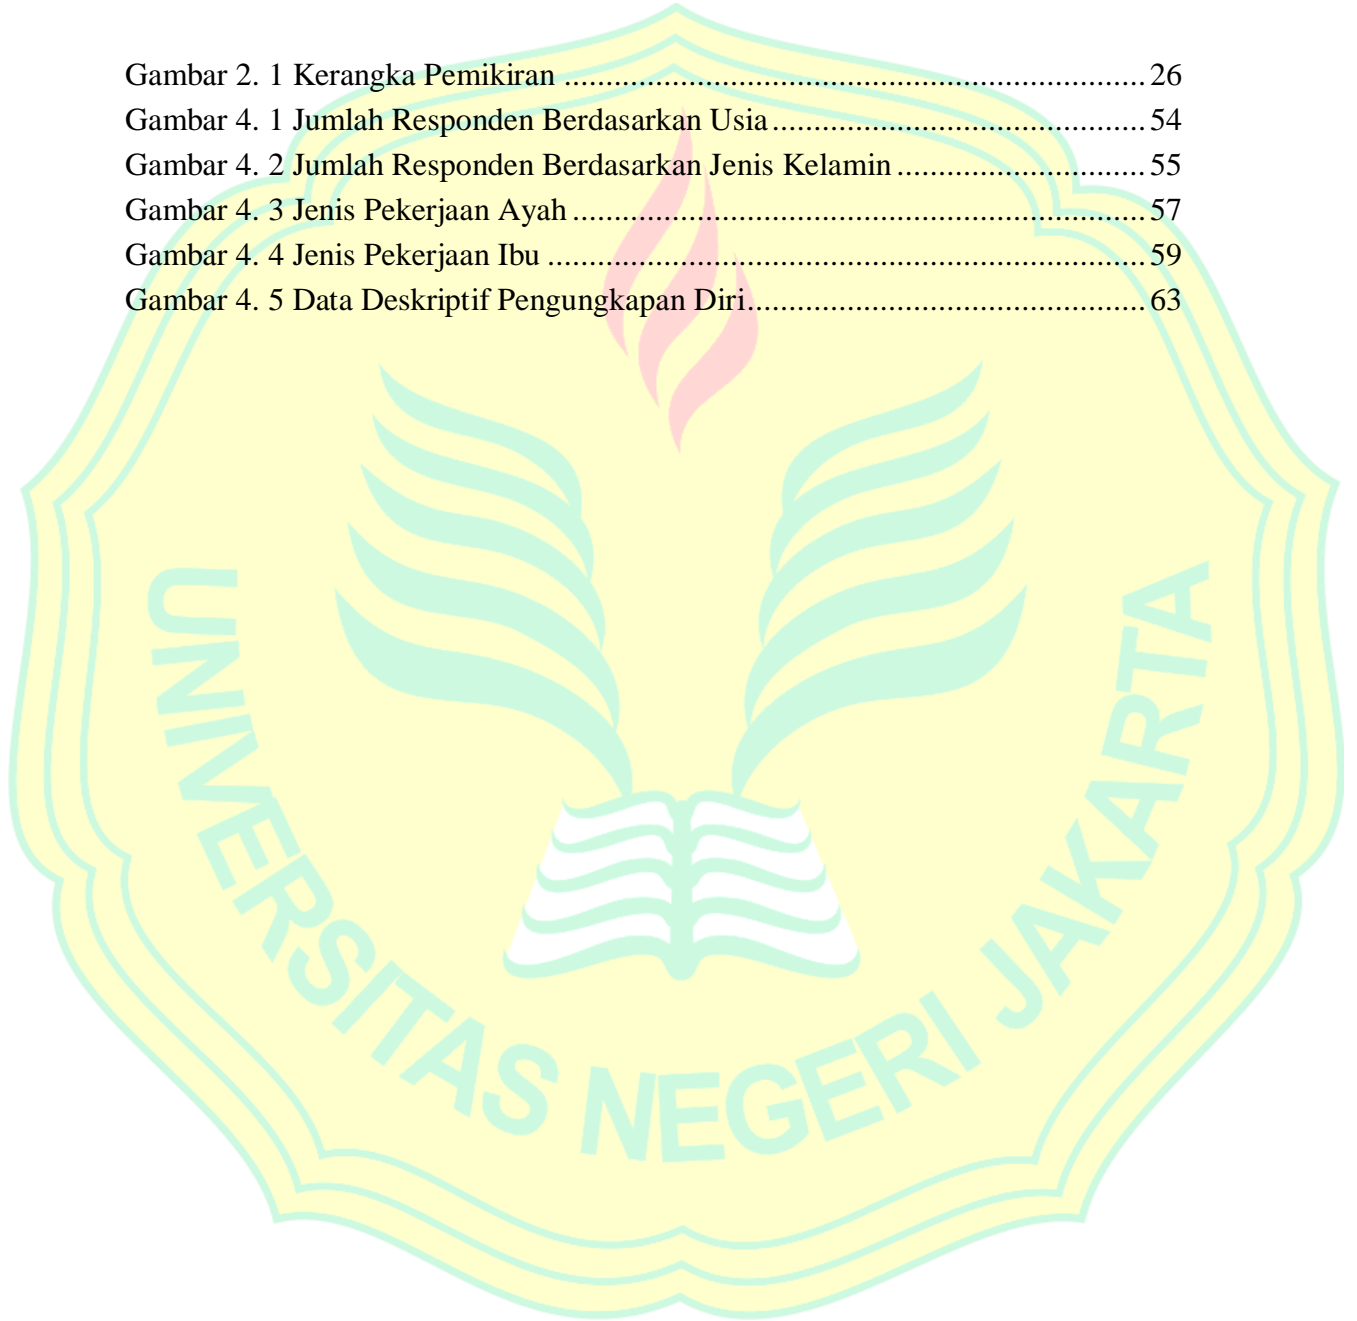 Gambar 2. 1 Kerangka Pemikiran ........................................................................ 26
Gambar 4. 1 Jumlah Responden Berdasarkan Usia .............................................. 54
Gambar 4. 2 Jumlah Responden Berdasarkan Jenis Kelamin ............................... 55
Gambar 4. 3 Jenis Pekerjaan Ayah ....................................................................... 57
Gambar 4. 4 Jenis Pekerjaan Ibu .......................................................................... 59
Gambar 4. 5 Data Deskriptif Pengungkapan Diri................................................. 63
UNIVERSITAS NEGERI JAKARTA